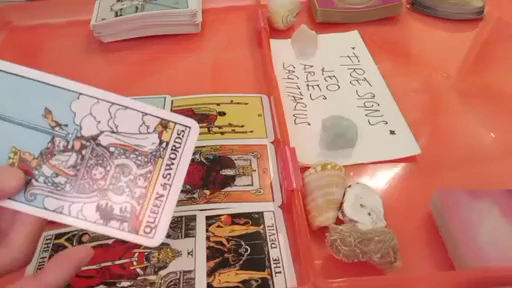 *FIRE SIGNS*
LEO
ARIES
SAGITTARIUS
QUEEN of SWORDS.
THE DEVIL